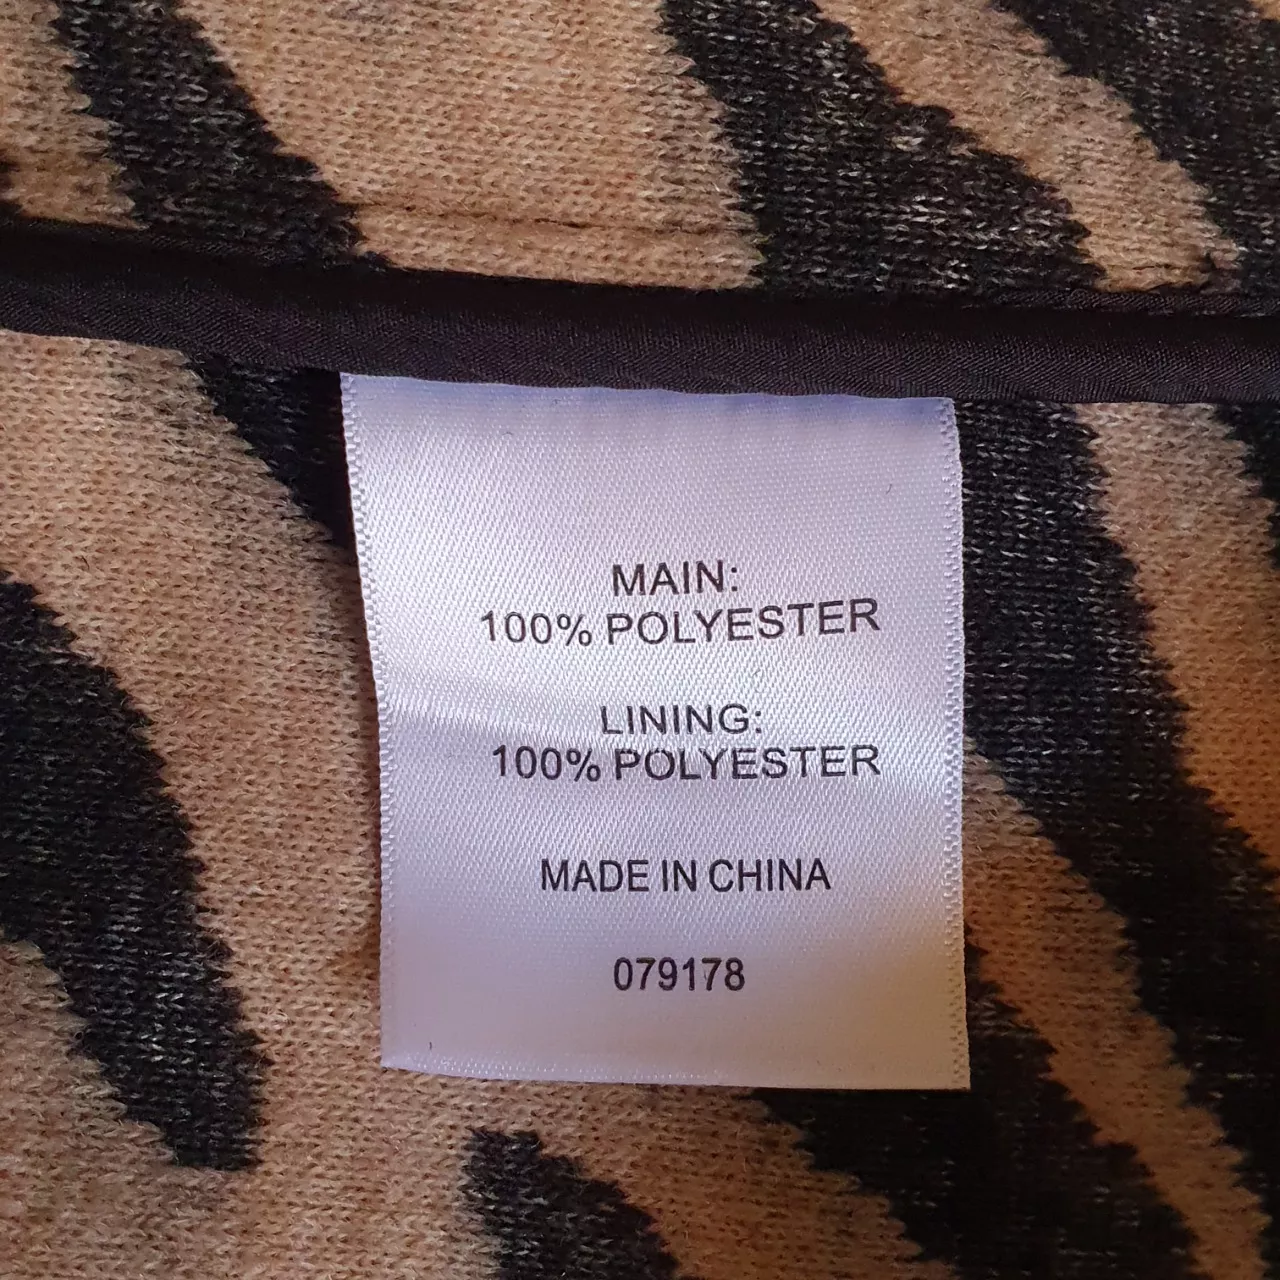 MAIN:
100% POLYESTER
LINING:
100% POLYESTER
MADE IN CHINA
079178